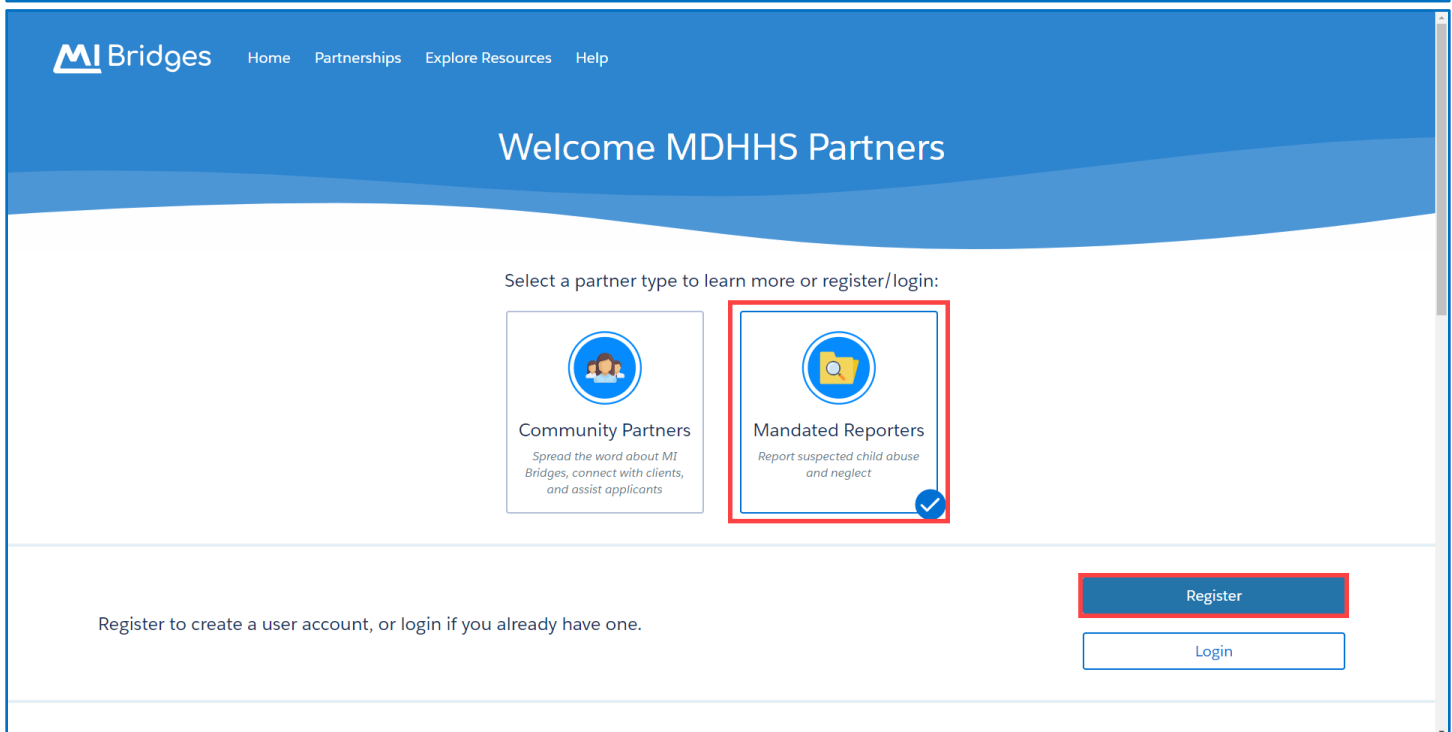 MI Bridges
Home Partnerships Explore Resources Help
Welcome MDHHS Partners
Select a partner type to learn more or register/login:
Community Partners
Spread the word about MI
Bridges, connect with clients,
and assist applicants
Mandated Reporters
Report suspected child abuse
and neglect
Register to create a user account, or login if you already have one.
Register
Login